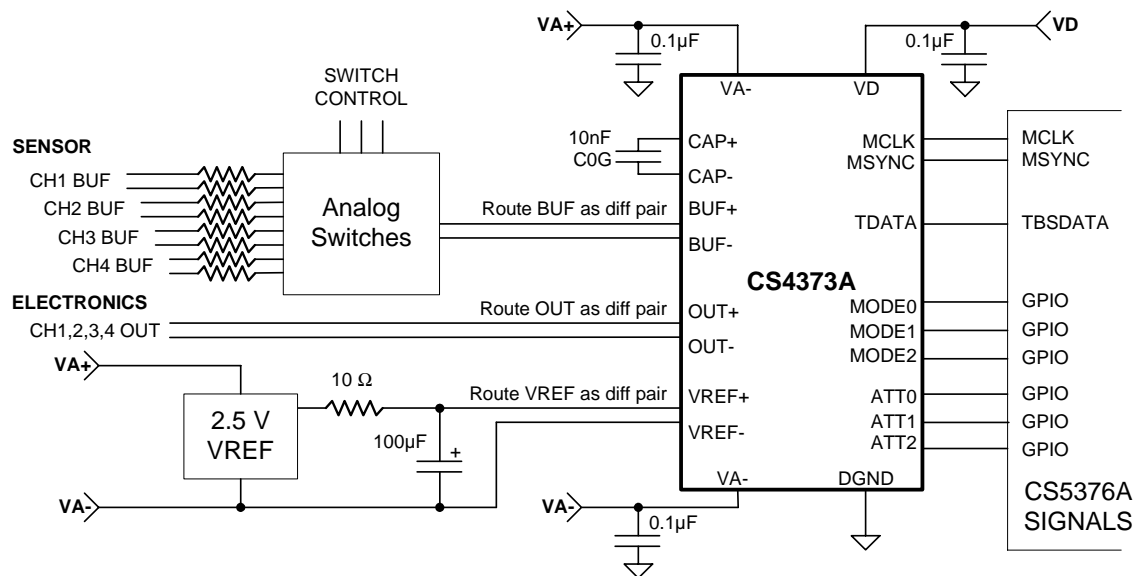 VA+
0.1µF
0.1µF
VD
SWITCH
CONTROL
VA-
VD
SENSOR
10nF
C0G
CAP+
CAP-
MCLK
MSYNC
MCLK
MSYNC
CH1 BUF
CH2 BUF
CH3 BUF
CH4 BUF
Analog
Switches
Route BUF as diff pair
BUF+
BUF-
TDATA
TBSDATA
CS4373A
ELECTRONICS
CH1,2,3,4 OUT
Route OUT as diff pair
OUT+
OUT-
MODE0
MODE1
MODE2
GPIO
GPIO
GPIO
VA+
10 Ω
2.5 V
VREF
Route VREF as diff pair
100µF
+
VREF+
VREF-
ATT0
ATT1
ATT2
GPIO
GPIO
GPIO
VA-
VA-
0.1µF
VA-
DGND
CS5376A
SIGNALS